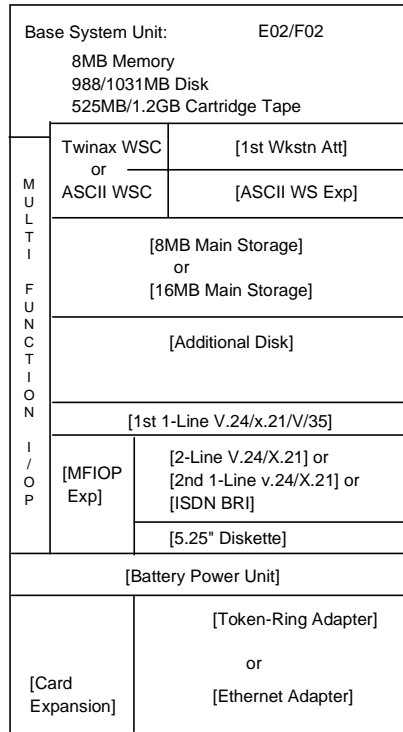 Base System Unit: E02/F02
8MB Memory
988/1031MB Disk
525MB/1.2GB Cartridge Tape
MULTI FUNCTION I/OP
Twinax WSC
or
ASCII WSC
[1st Wkstn Att]
[ASCII WS Exp]
[8MB Main Storage]
or
[16MB Main Storage]
[Additional Disk]
[1st 1-Line V.24/x.21/V/35]
[MFIOP
Exp]
[2-Line V.24/X.21] or
[2nd 1-Line v.24/X.21] or
[ISDN BRI]
[5.25" Diskette]
[Battery Power Unit]
[Card
Expansion]
[Token-Ring Adapter]
or
[Ethernet Adapter]